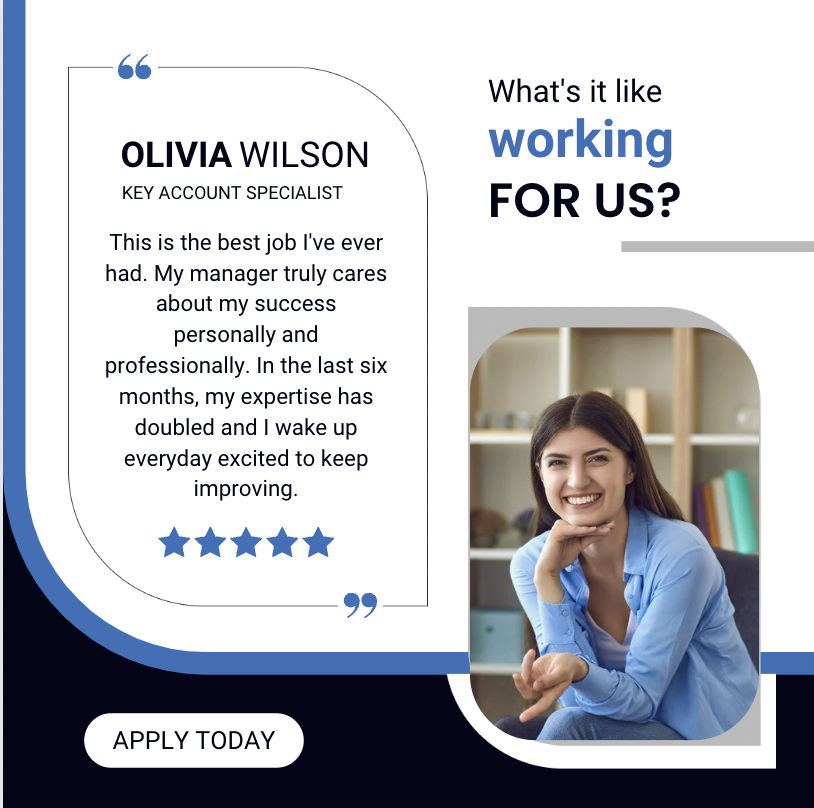 “
OLIVIA WILSON
KEY ACCOUNT SPECIALIST
This is the best job I've ever
had. My manager truly cares
about my success
personally and
professionally. In the last six
months, my expertise has
doubled and I wake up
everyday excited to keep
improving.
”
What's it like
working
FOR US?
APPLY TODAY